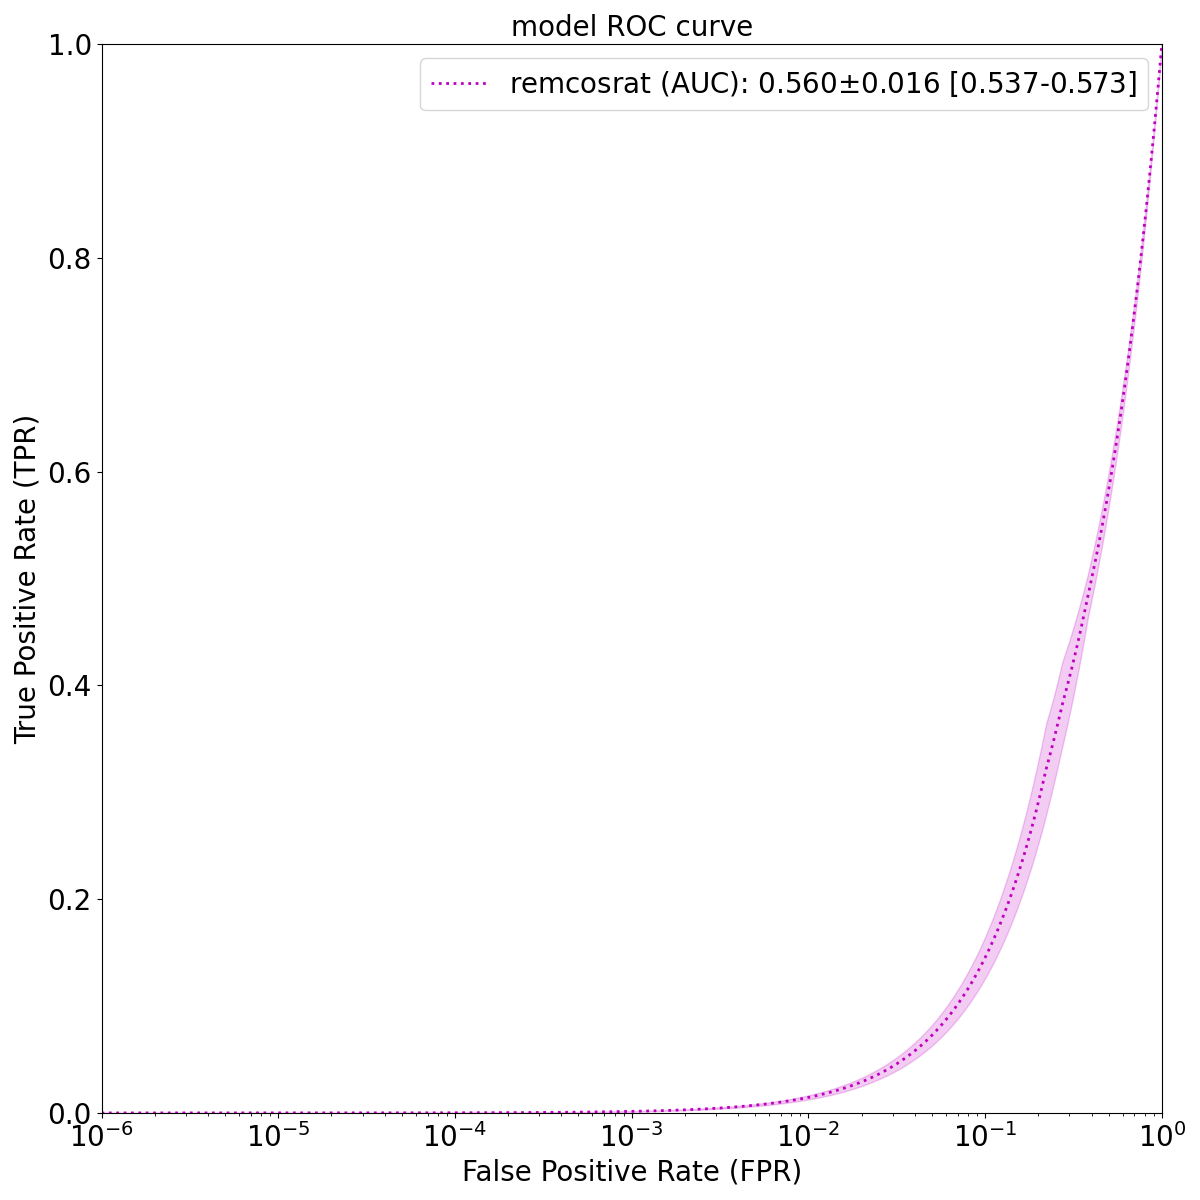 model ROC curve
remcosrat (AUC): 0.560±0.016 [0.537-0.573]
True Positive Rate (TPR)
1.0
0.8
0.6
0.4
0.2
0.0
10⁻⁶ 10⁻⁵ 10⁻⁴ 10⁻³ 10⁻² 10⁻¹ 10⁰
False Positive Rate (FPR)